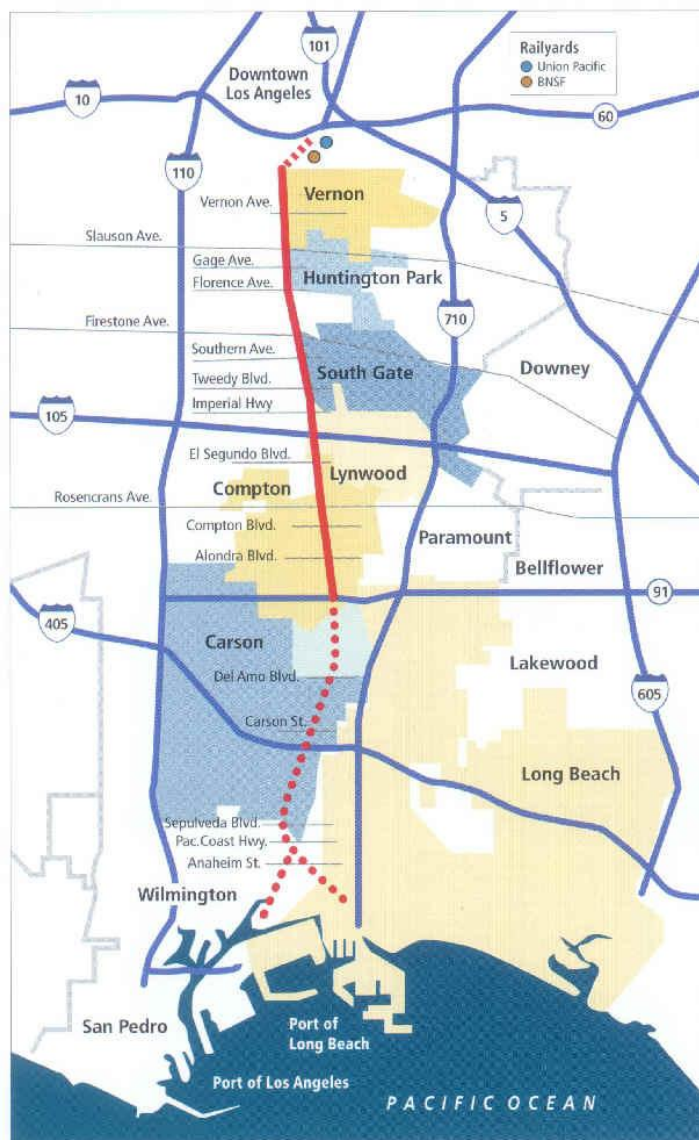 101
Railyards
Union Pacific
BNSF
Downtown
Los Angeles
10
60
110
Vernon
Vernon Ave.
5
Slauson Ave.
Gage Ave.
Huntington Park
Florence Ave.
710
Firestone Ave.
Southern Ave.
South Gate
Downey
Tweedy Blvd.
Imperial Hwy
105
El Segundo Blvd.
Lynwood
Compton
Rosencrans Ave.
Compton Blvd.
Paramount
Alondra Blvd.
Bellflower
91
405
Carson
Lakewood
Del Amo Blvd.
605
Carson St.
Long Beach
Sepulveda Blvd.
Pac.Coast Hwy.
Anaheim St.
Wilmington
San Pedro
Port of
Long Beach
Port of Los Angeles
PACIFIC OCEAN